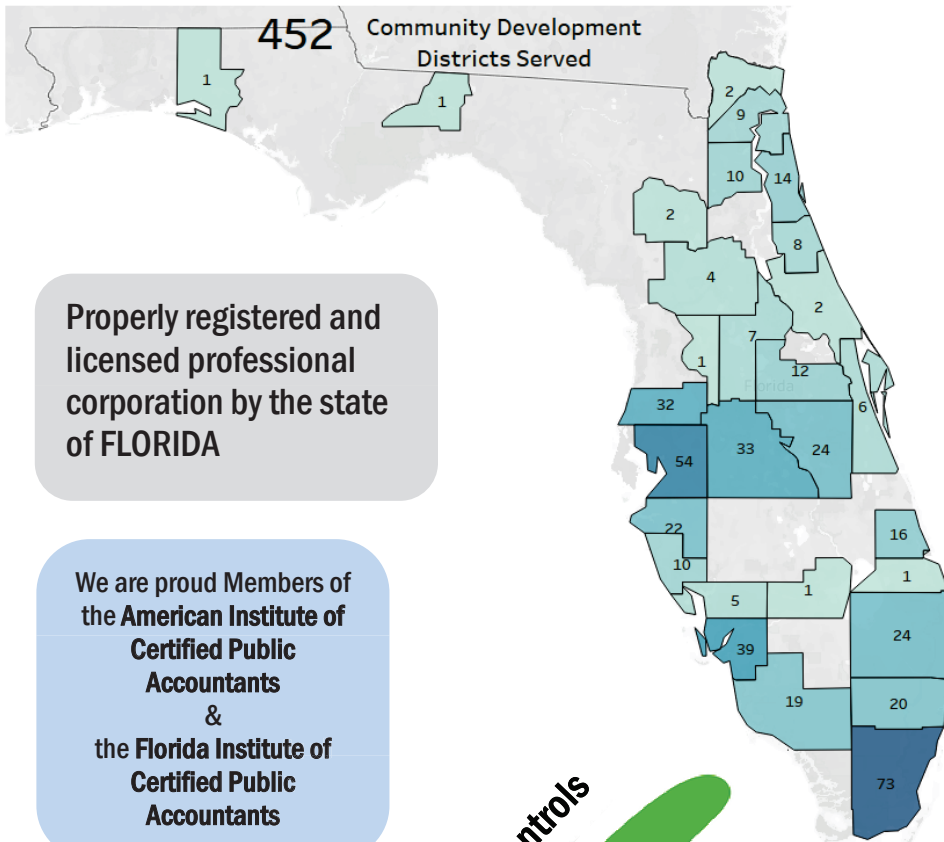 452
Community Development
Districts Served
1
1
2
9
10
14
2
8
4
2
7
1
12
Florida
6
32
54
33
24
22
16
10
1
5
1
24
39
19
20
73
Properly registered and
licensed professional
corporation by the state
of FLORIDA
We are proud Members of
the American Institute of
Certified Public
Accountants
&
the Florida Institute of
Certified Public
Accountants
ntrols